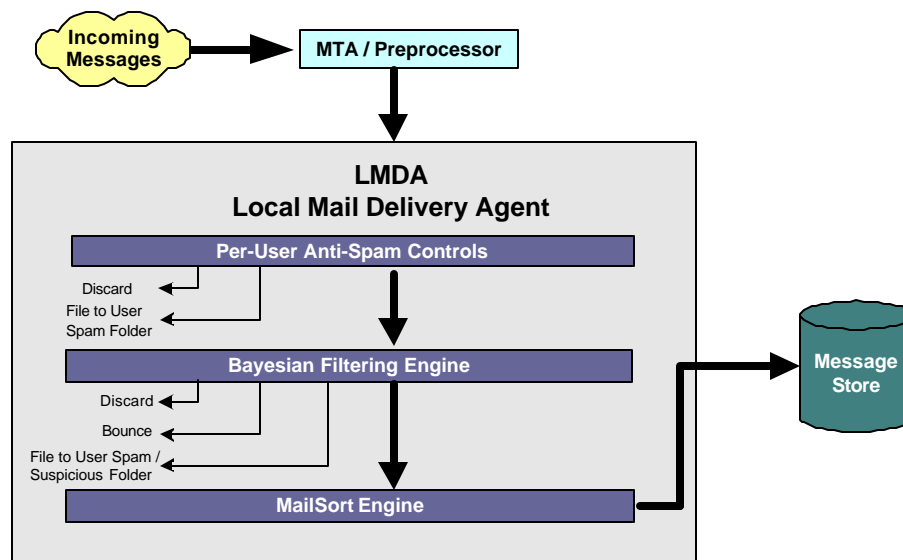 Incoming
Messages
MTA / Preprocessor
LMDA
Local Mail Delivery Agent
Per-User Anti-Spam Controls
Discard
File to User
Spam Folder
Bayesian Filtering Engine
Discard
Bounce
File to User Spam /
Suspicious Folder
MailSort Engine
Message
Store